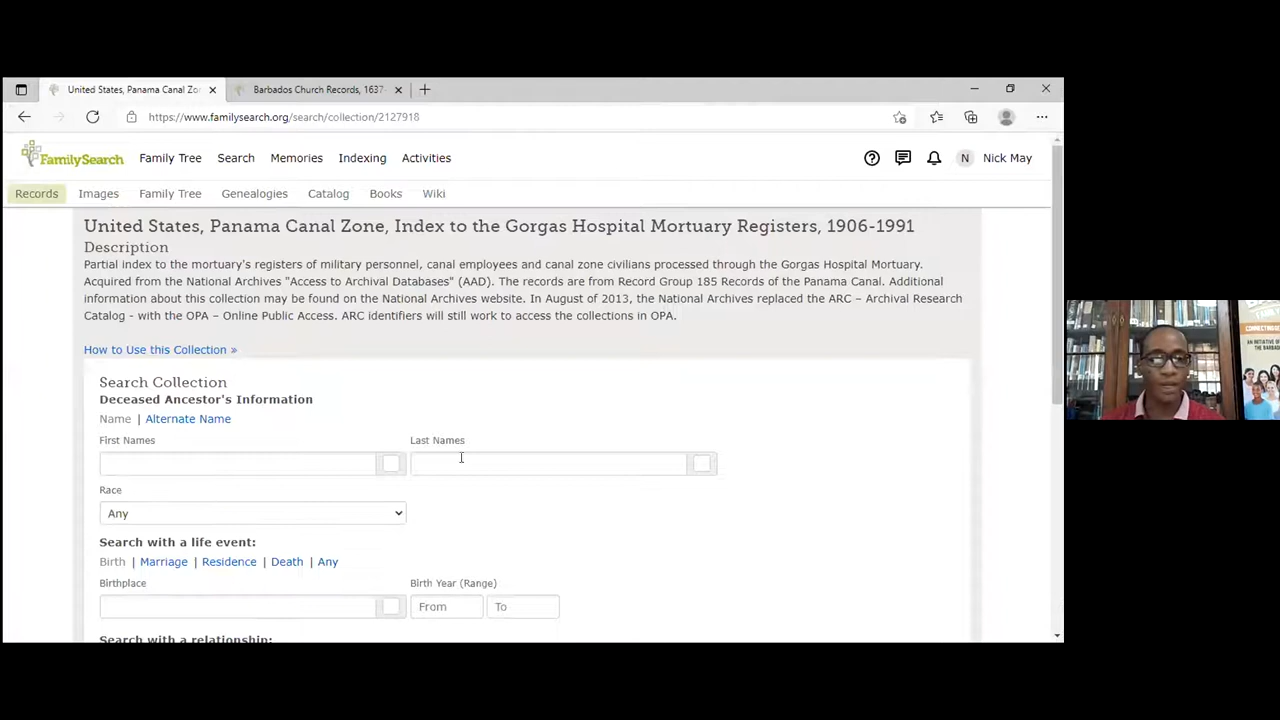 United States, Panama Canal Zo
Barbados Church Records, 1637-
https://www.familysearch.org/search/collection/2127918
FamilySearch
Family Tree
Search
Memories
Indexing
Activities
N
Nick May
Records
Images
Family Tree
Genealogies
Catalog
Books
Wiki
United States, Panama Canal Zone, Index to the Gorgas Hospital Mortuary Registers, 1906-1991
Description
Partial index to the mortuary's registers of military personnel, canal employees and canal zone civilians processed through the Gorgas Hospital Mortuary.
Acquired from the National Archives "Access to Archival Databases" (AAD). The records are from Record Group 185 Records of the Panama Canal. Additional
information about this collection may be found on the National Archives website. In August of 2013, the National Archives replaced the ARC – Archival Research
Catalog - with the OPA – Online Public Access. ARC identifiers will still work to access the collections in OPA.
How to Use this Collection »
Search Collection
Deceased Ancestor's Information
Name | Alternate Name
First Names
Last Names
Race
Any
Search with a life event:
Birth | Marriage | Residence | Death | Any
Birthplace
Birth Year (Range)
From
To
Search with a relationship:
AN INITIATIVE O
THE BARBAD